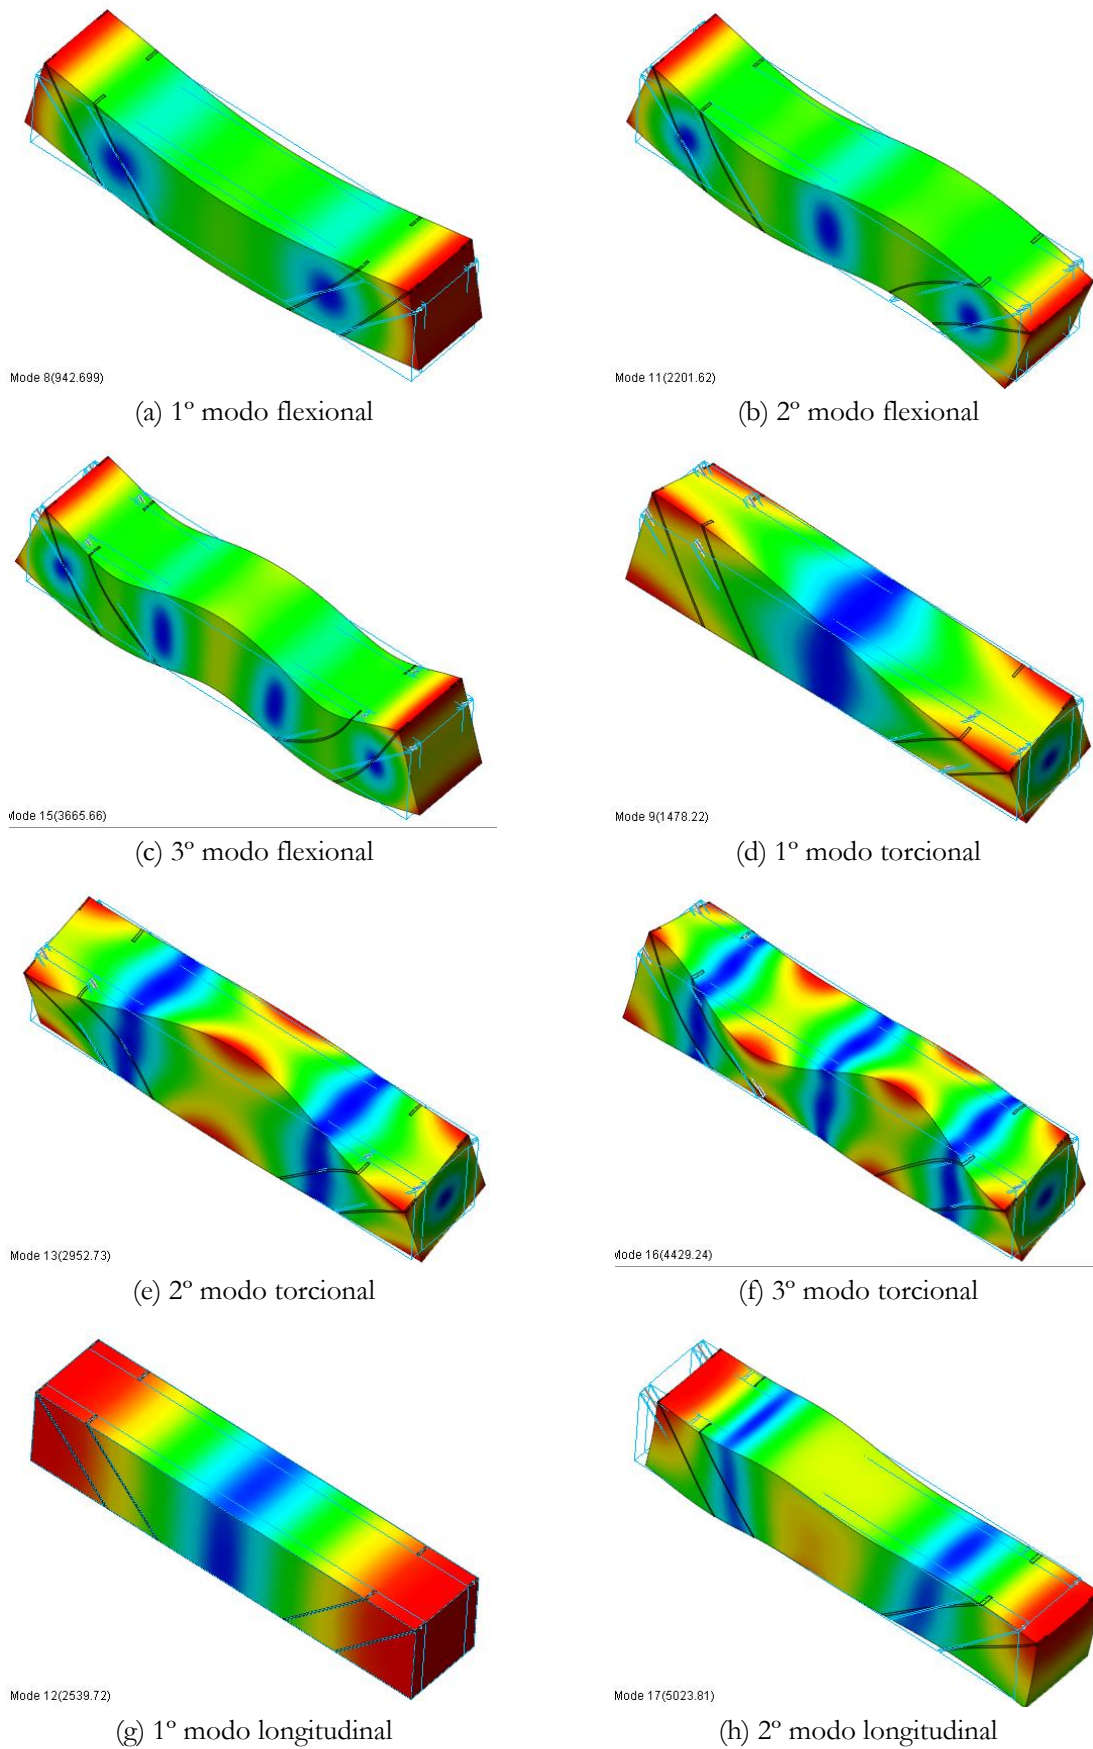 Mode 8(942.699)
Mode 11(2201.62)
(a) 1º modo flexional
(b) 2º modo flexional
Mode 15(3665.66)
Mode 9(1478.22)
(c) 3º modo flexional
(d) 1º modo torcional
Mode 13(2952.73)
Mode 16(4429.24)
(e) 2º modo torcional
(f) 3º modo torcional
Mode 12(2539.72)
Mode 17(5023.81)
(g) 1º modo longitudinal
(h) 2º modo longitudinal